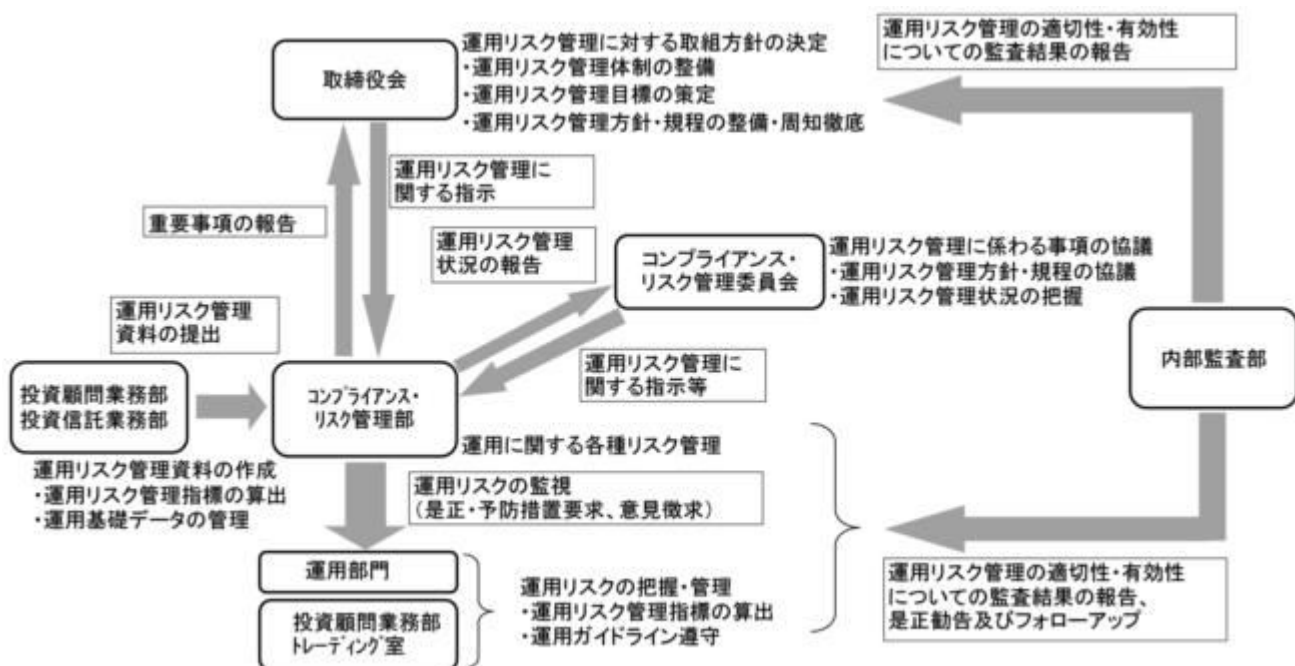 取締役会
運用リスク管理に対する取組方針の決定
・運用リスク管理体制の整備
・運用リスク管理目標の策定
・運用リスク管理方針・規程の整備・周知徹底
運用リスク管理の適切性・有効性
についての監査結果の報告
運用リスク管理に
関する指示
重要事項の報告
運用リスク管理
状況の報告
コンプライアンス・
リスク管理委員会
運用リスク管理に係わる事項の協議
・運用リスク管理方針・規程の協議
・運用リスク管理状況の把握
運用リスク管理
資料の提出
運用リスク管理に
関する指示等
内部監査部
投資顧問業務部
投資信託業務部
コンプライアンス・
リスク管理部
運用に関する各種リスク管理
運用リスク管理資料の作成
・運用リスク管理指標の算出
・運用基礎データの管理
運用リスクの監視
（是正・予防措置要求、意見徴求）
運用部門
投資顧問業務部
トレーディング室
運用リスクの把握・管理
・運用リスク管理指標の算出
・運用ガイドライン遵守
運用リスク管理の適切性・有効性
についての監査結果の報告、
是正勧告及びフォローアップ